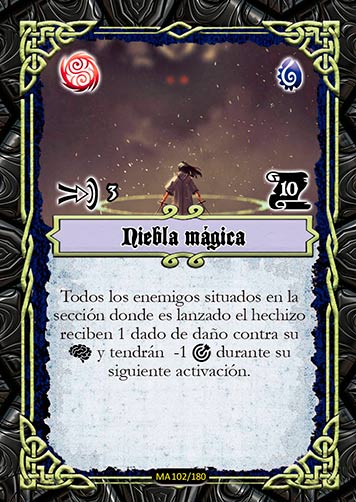 3
10
Niebla mágica
Todos los enemigos situados en la
sección donde es lanzado el hechizo
reciben 1 dado de daño contra su
y tendrán -1 durante su
siguiente activación.
MA102/180